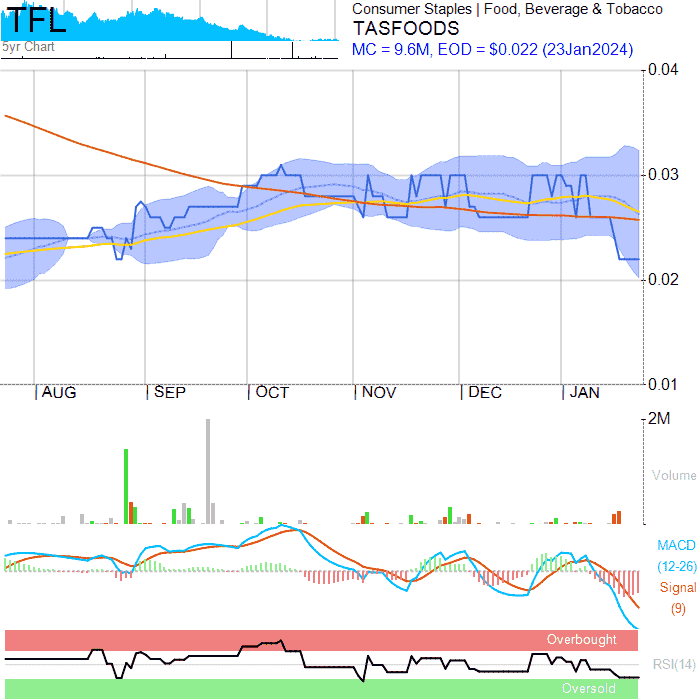 TFL
5yr Chart
Consumer Staples | Food, Beverage & Tobacco
TASFOODS
MC = 9.6M, EOD = $0.022 (23Jan2024)
0.04
0.03
0.02
0.01
AUG SEP OCT NOV DEC JAN
2M
Volume
MACD
(12-26)
Signal
(9)
Overbought
RSI(14)
Oversold